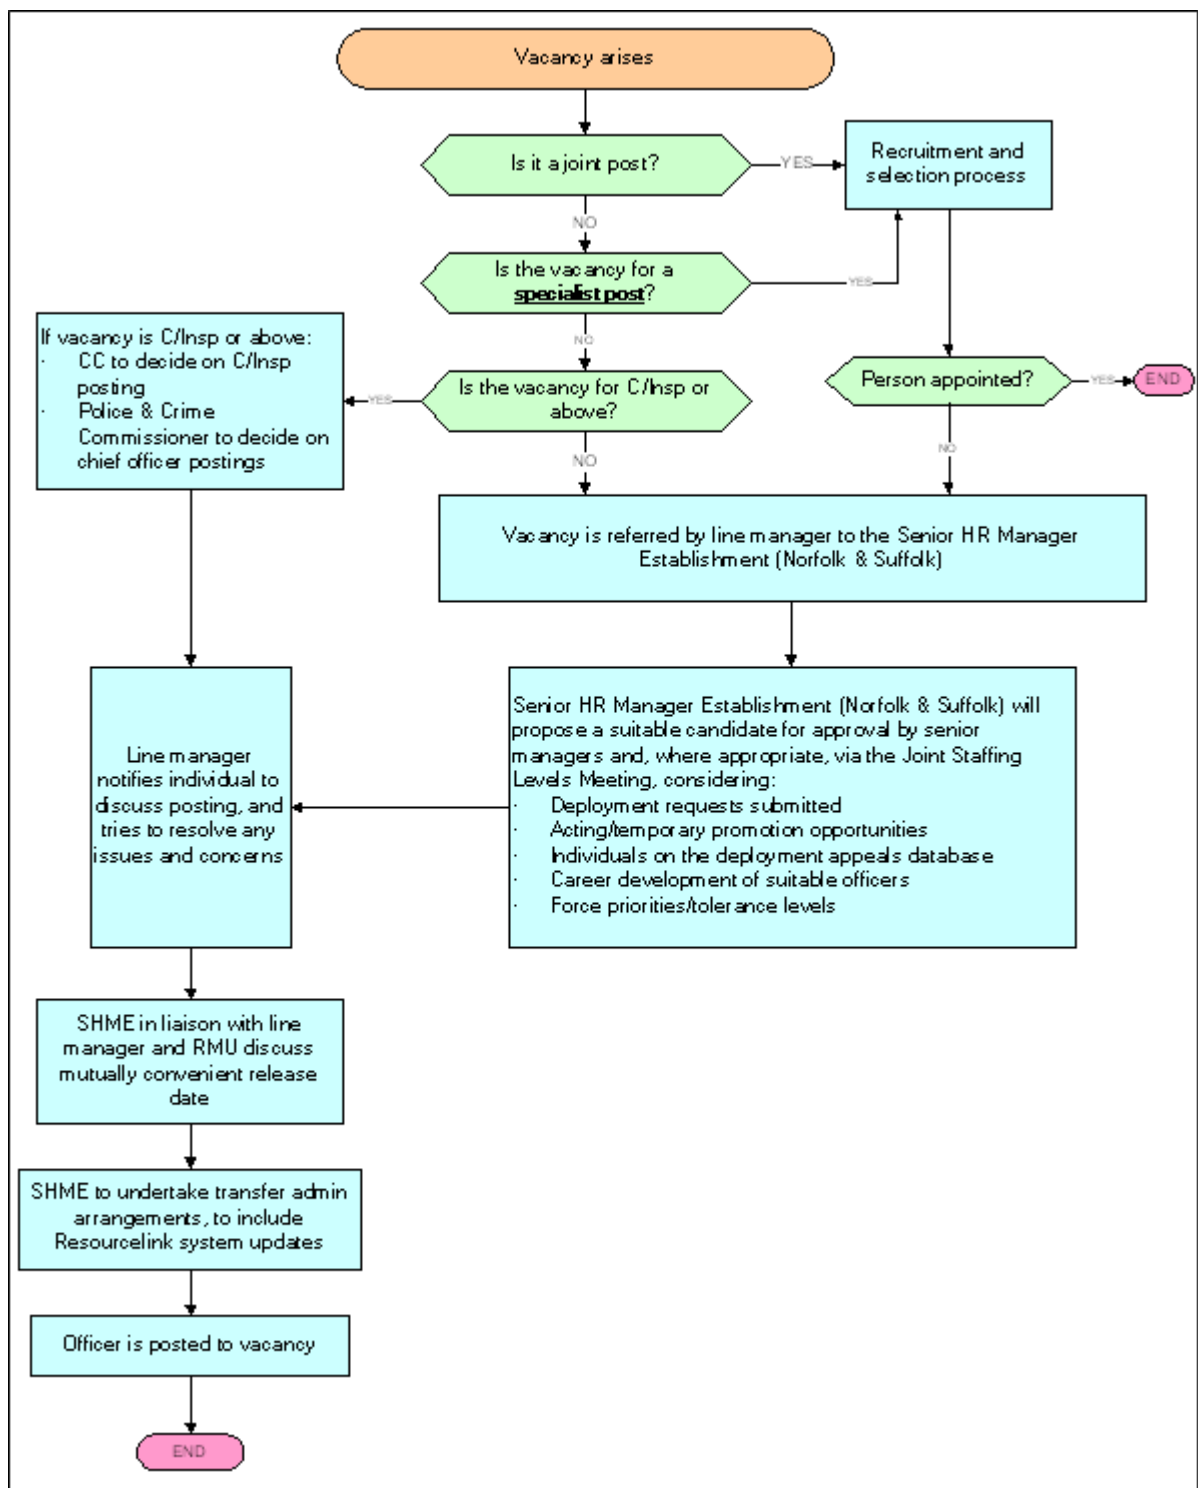 Vacancy arises
Is it a joint post?
YES
Recruitment and
selection process
NO
Is the vacancy for a
specialist post?
YES
NO
If vacancy is C/Insp or above:
· CC to decide on C/Insp
posting
· Police & Crime
Commissioner to decide on
chief officer postings
YES
Is the vacancy for C/Insp or
above?
Person appointed?
YES
END
NO
NO
Vacancy is referred by line manager to the Senior HR Manager
Establishment (Norfolk & Suffolk)
Line manager
notifies individual to
discuss posting, and
tries to resolve any
issues and concerns
Senior HR Manager Establishment (Norfolk & Suffolk) will
propose a suitable candidate for approval by senior
managers and, where appropriate, via the Joint Staffing
Levels Meeting, considering:
· Deployment requests submitted
· Acting/temporary promotion opportunities
· Individuals on the deployment appeals database
· Career development of suitable officers
· Force priorities/tolerance levels
SHME in liaison with line
manager and RMU discuss
mutually convenient release
date
SHME to undertake transfer admin
arrangements, to include
Resourcelink system updates
Officer is posted to vacancy
END